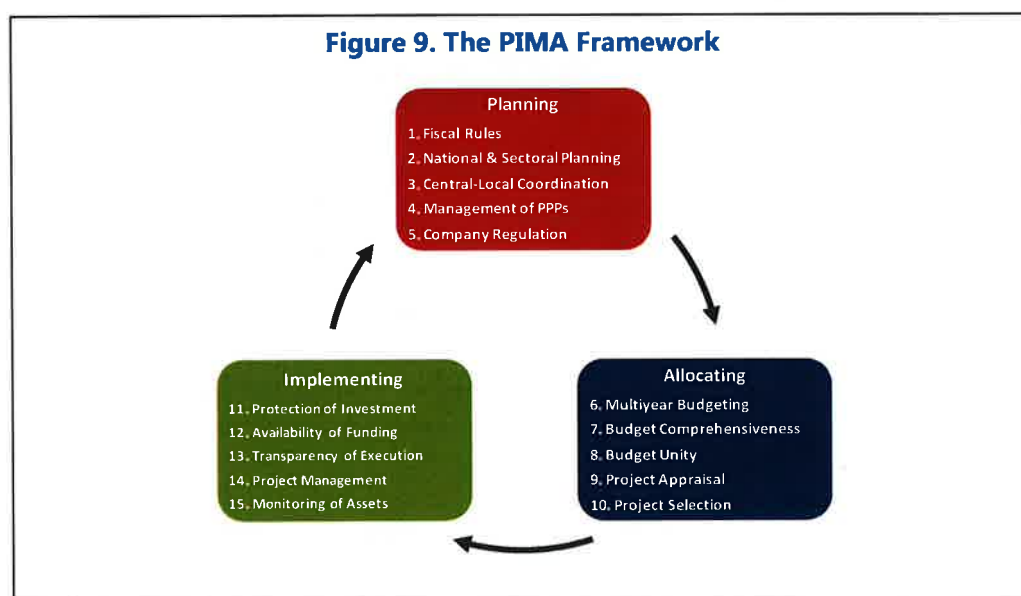 Figure 9. The PIMA Framework
Planning
1. Fiscal Rules
2. National & Sectoral Planning
3. Central-Local Coordination
4. Management of PPPs
5. Company Regulation
Implementing
11. Protection of Investment
12. Availability of Funding
13. Transparency of Execution
14. Project Management
15. Monitoring of Assets
Allocating
6. Multiyear Budgeting
7. Budget Comprehensiveness
8. Budget Unity
9. Project Appraisal
10. Project Selection